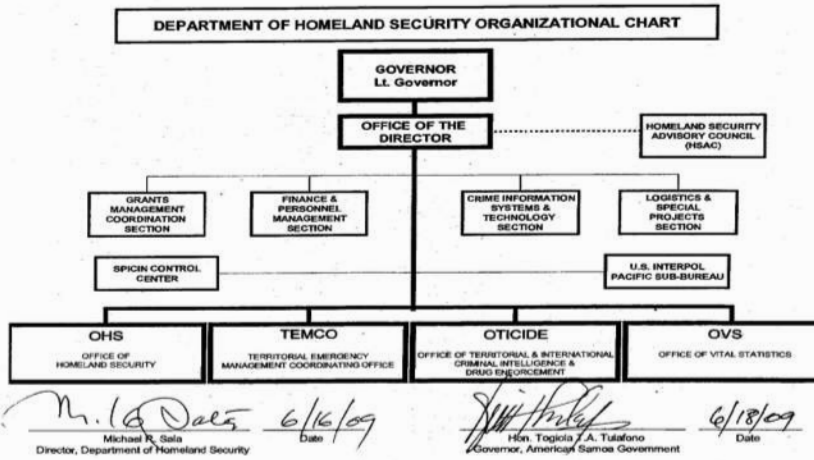 DEPARTMENT OF HOMELAND SECURITY ORGANIZATIONAL CHART
GOVERNOR
Lt. Governor
OFFICE OF THE
DIRECTOR
HOMELAND SECURITY
ADVISORY COUNCIL
(HSAC)
GRANTS
MANAGEMENT
COORDINATION
SECTION
FINANCE &
PERSONNEL
MANAGEMENT
SECTION
CRIME INFORMATION
SYSTEMS &
TECHNOLOGY
SECTION
LOGISTICS &
SPECIAL
PROJECTS
SECTION
SPICIN CONTROL
CENTER
U.S. INTERPOL
PACIFIC SUB-BUREAU
OHS
OFFICE OF
HOMELAND SECURITY
TEMCO
TERRITORIAL EMERGENCY
MANAGEMENT COORDINATING OFFICE
OTICIDE
OFFICE OF TERRITORIAL & INTERNATIONAL
CRIMINAL INTELLIGENCE &
DRUG ENFORCEMENT
OVS
OFFICE OF VITAL STATISTICS
6/16/09
6/18/09
Michael R. Sala
Director, Department of Homeland Security
Date
Hon. Togiola T.A. Tulafono
Governor, American Samoa Government
Date